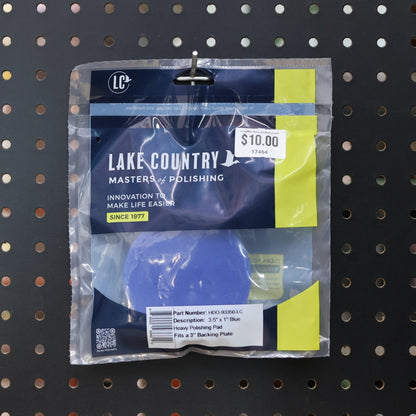 LC
$10.00
17464
LAKE COUNTRY
MASTERS of POLISHING
INNOVATION TO
MAKE LIFE EASIER
SINCE 1977
Part Number: HDO-93350-LC
Description: 3.5" x 1" Blue
Heavy Polishing Pad
Fits a 3" Backing Plate